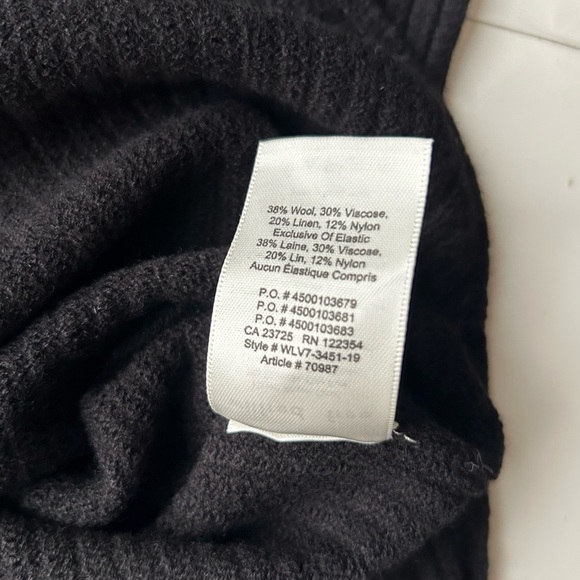 38% Wool, 30% Viscose,
20% Linen, 12% Nylon
Exclusive Of Elastic
38% Laine, 30% Viscose,
20% Lin, 12% Nylon
Aucun Élastique Compris
P.O. # 4500103679
P.O. # 4500103681
P.O. # 4500103683
CA 23725 RN 122354
Style # WLV7-3451-19
Article # 70987